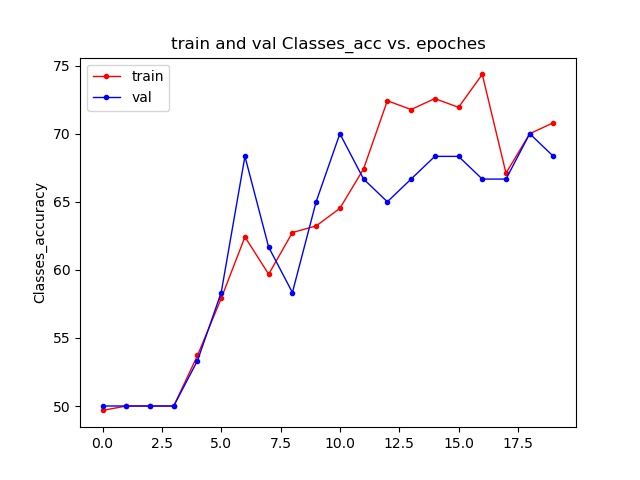 train and val Classes_acc vs. epoches
train
val
Classes_accuracy
75
70
65
60
55
50
0.0 2.5 5.0 7.5 10.0 12.5 15.0 17.5